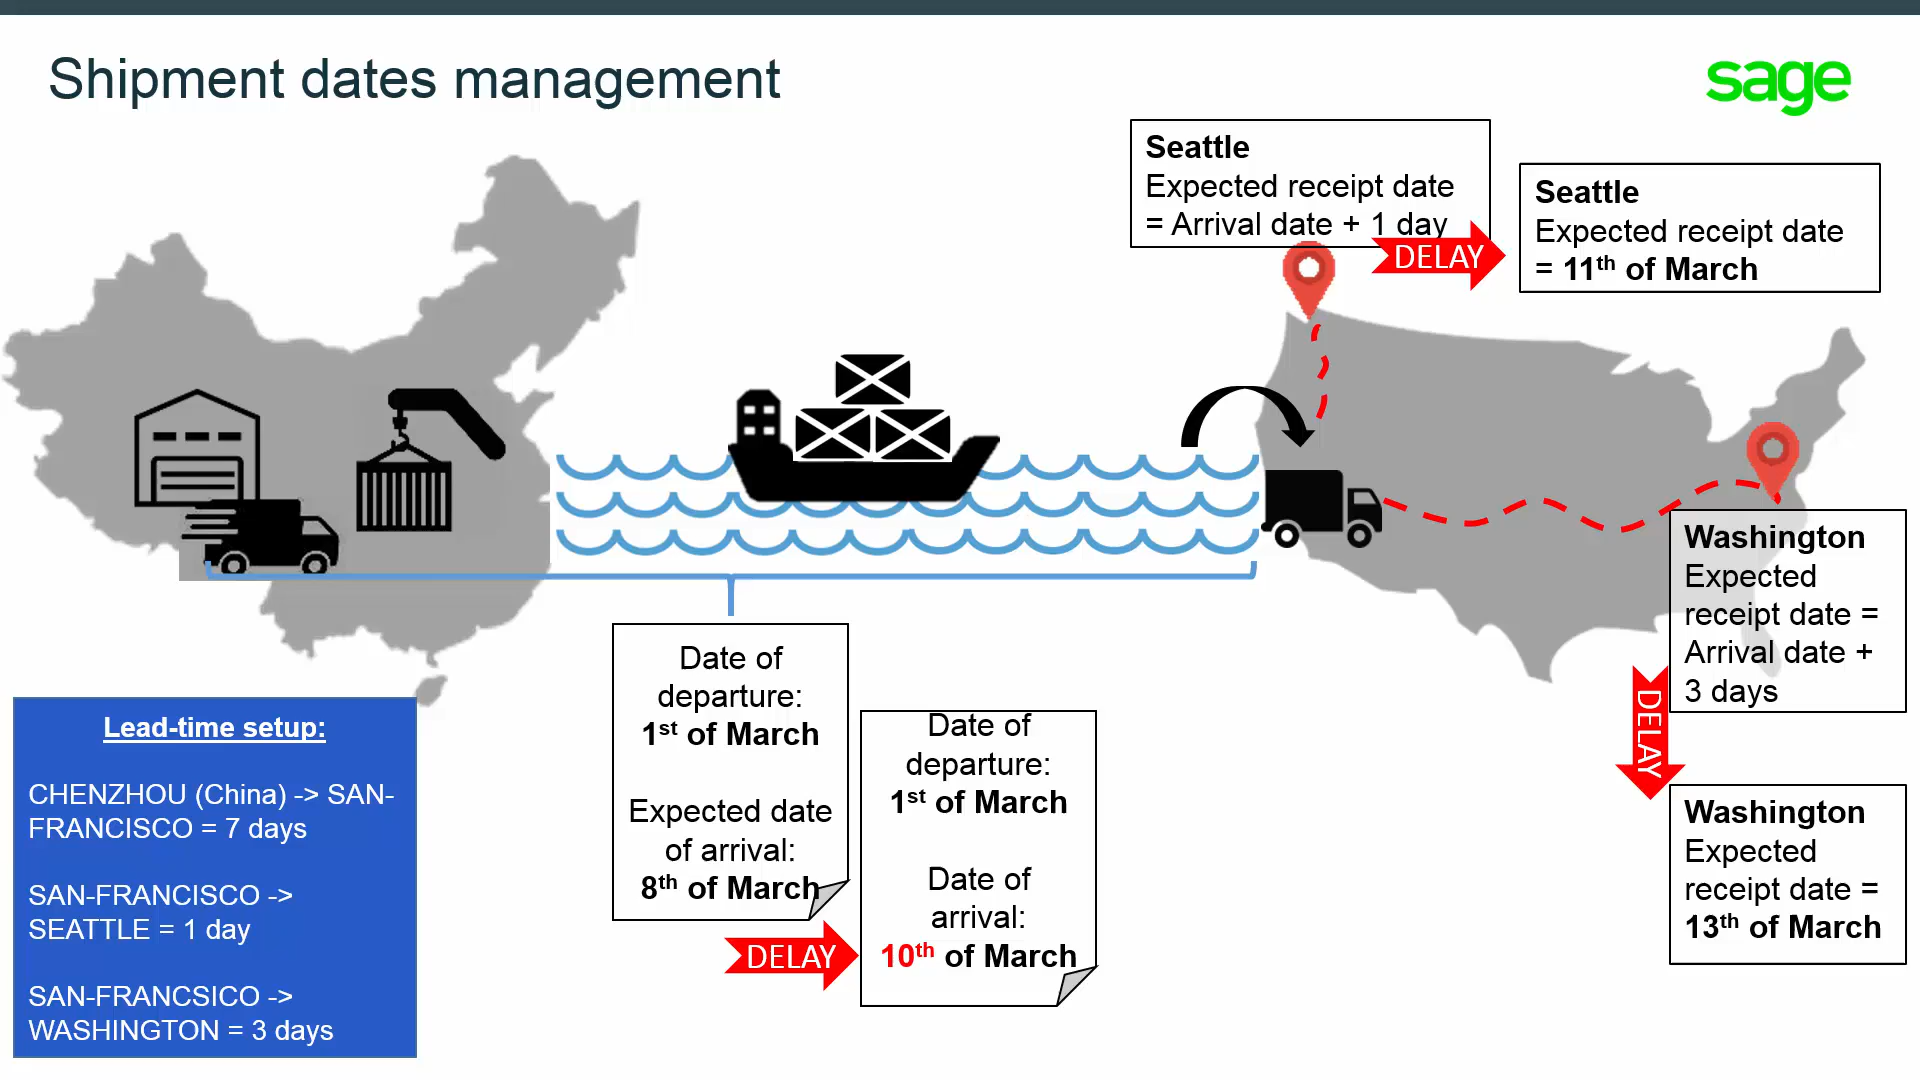 Shipment dates management
sage
Seattle
Expected receipt date
= Arrival date + 1 day
DELAY
Seattle
Expected receipt date
= 11th of March
Washington
Expected
receipt date =
Arrival date +
3 days
DELAY
Washington
Expected
receipt date =
13th of March
Date of
departure:
1st of March
Expected date
of arrival:
8th of March
DELAY
Date of
departure:
1st of March
Date of
arrival:
10th of March
Lead-time setup:
CHENZHOU (China) -> SAN-
FRANCISCO = 7 days
SAN-FRANCISCO ->
SEATTLE = 1 day
SAN-FRANCSICO ->
WASHINGTON = 3 days